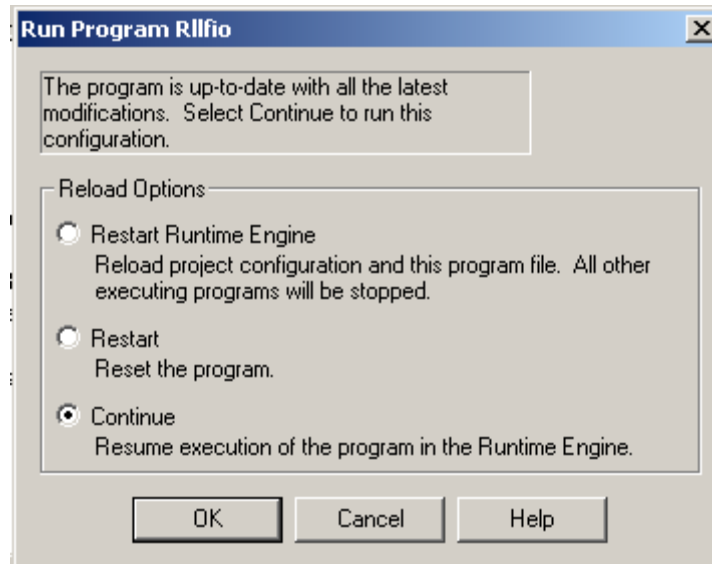 Run Program Rllfio
The program is up-to-date with all the latest
modifications.  Select Continue to run this
configuration.
Reload Options
Restart Runtime Engine
Reload project configuration and this program file.  All other
executing programs will be stopped.
Restart
Reset the program.
Continue
Resume execution of the program in the Runtime Engine.
OK
Cancel
Help